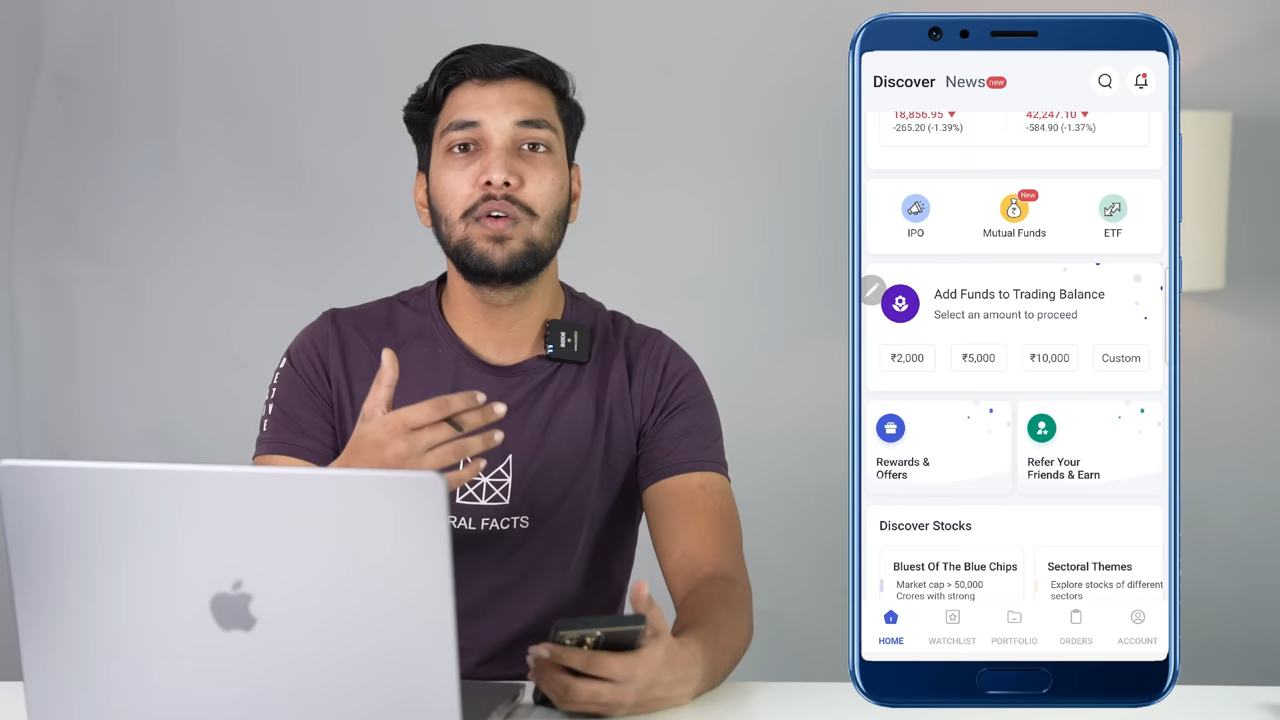 Discover News new
18,856.95 ▼ 42,247.10 ▼
-265.20 (-1.39%) -584.90 (-1.37%)
New
IPO Mutual Funds ETF
Add Funds to Trading Balance
Select an amount to proceed
₹2,000 ₹5,000 ₹10,000 Custom
Rewards &
Offers
Refer Your
Friends & Earn
Discover Stocks
Bluest Of The Blue Chips
Market cap > 50,000
Crores with strong
Sectoral Themes
Explore stocks of different
sectors
HOME WATCHLIST PORTFOLIO ORDERS ACCOUNT
RAL FACTS
RODE